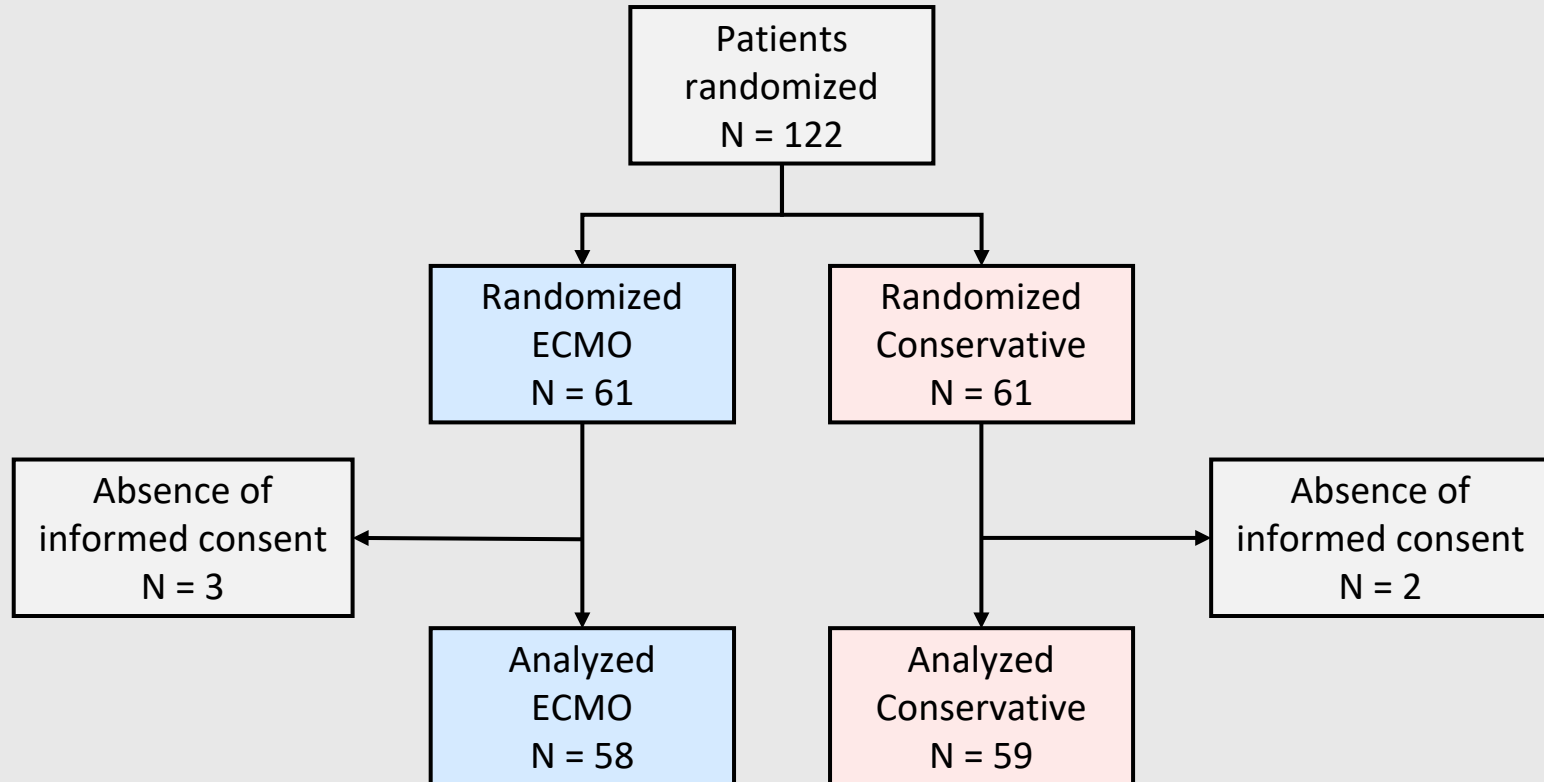 Patients
randomized
N = 122
Randomized
ECMO
N = 61
Randomized
Conservative
N = 61
Absence of
informed consent
N = 3
Absence of
informed consent
N = 2
Analyzed
ECMO
N = 58
Analyzed
Conservative
N = 59